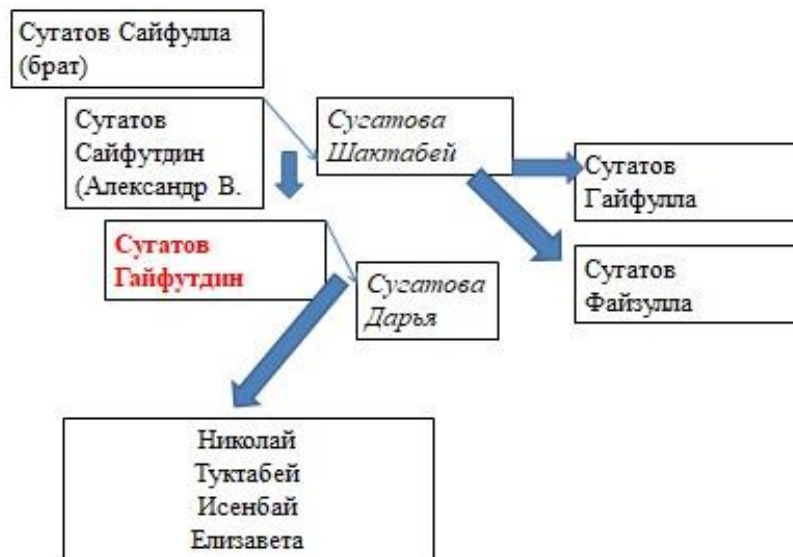 Сугатов Сайфулла
(брат)
Сугатов
Сайфутдин
(Александр В.
Сугатова
Шактабей
Сугатов
Гайфулла
Сугатов
Гайфутдин
Сугатова
Дарья
Сугатов
Файзулла
Николай
Туктабей
Исенбай
Елизавета